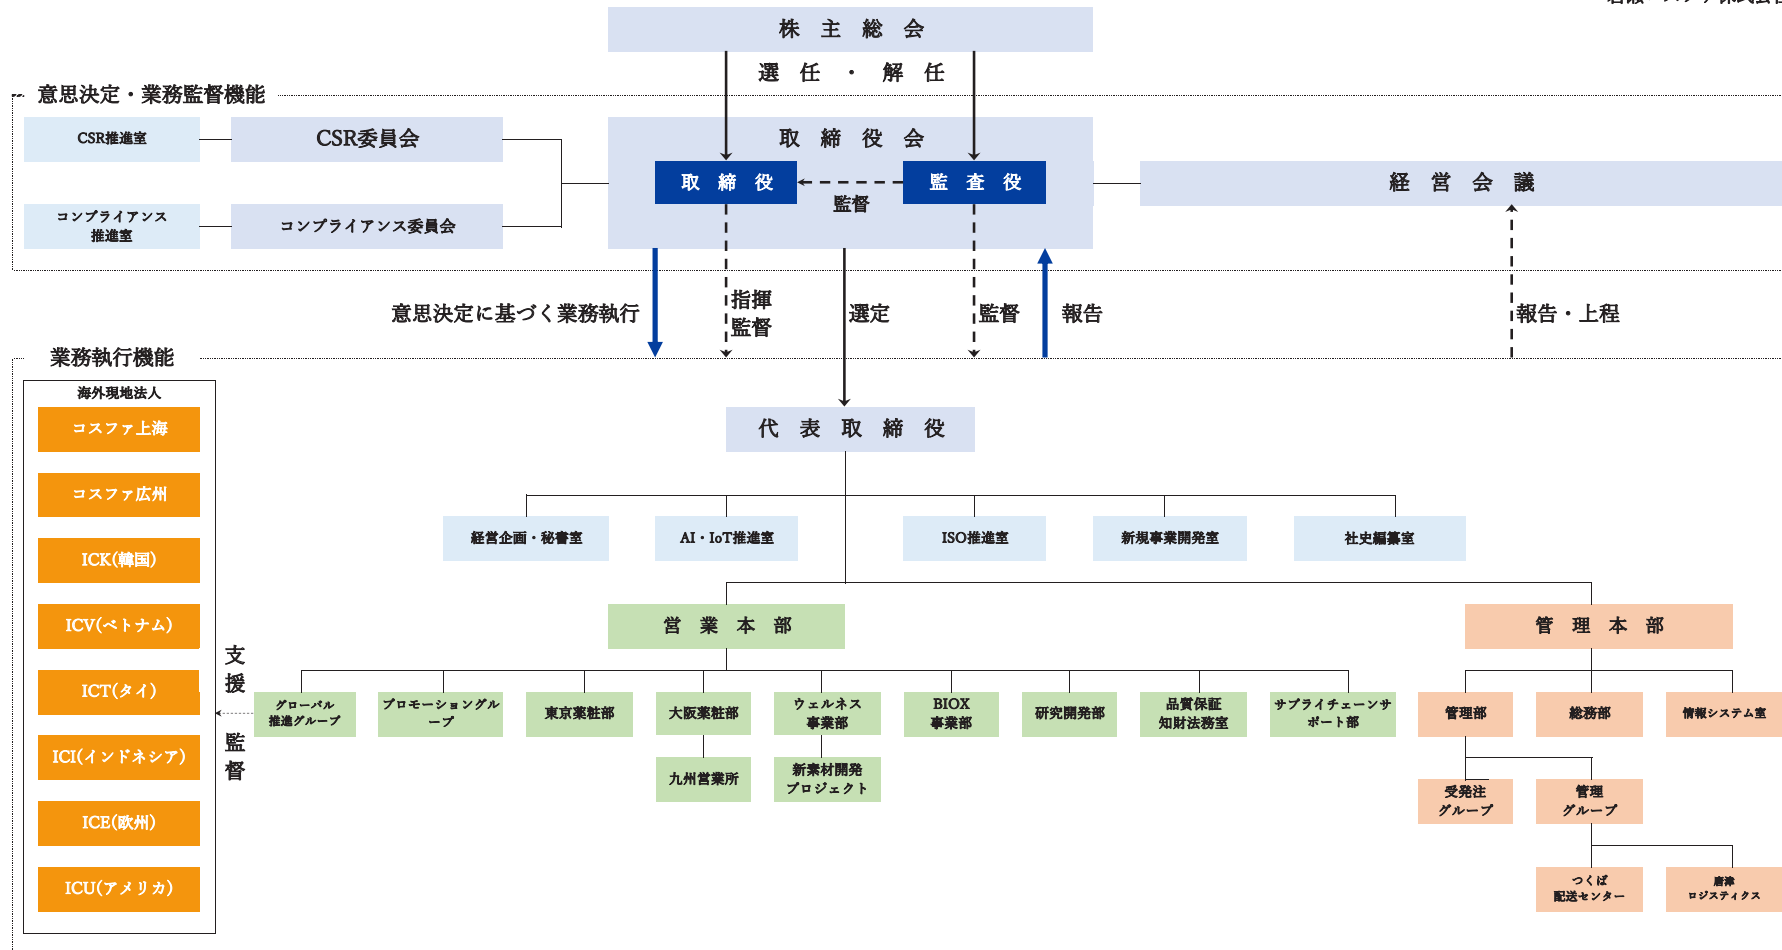 株主総会
選任・解任
意思決定・業務監督機能
CSR推進室
CSR委員会
取締役会
取締役
監査役
監督
経営会議
コンプライアンス
推進室
コンプライアンス委員会
意思決定に基づく業務執行
指揮
監督
選定
監督
報告
報告・上程
業務執行機能
海外現地法人
コスファ上海
コスファ広州
ICK(韓国)
ICV(ベトナム)
ICT(タイ)
ICI(インドネシア)
ICE(欧州)
ICU(アメリカ)
支援
監督
代表取締役
経営企画・秘書室
AI・IoT推進室
ISO推進室
新規事業開発室
社史編纂室
営業本部
管理本部
グローバル
推進グループ
プロモーショングル
ープ
東京薬粧部
大阪薬粧部
ウェルネス
事業部
BIOX
事業部
研究開発部
品質保証
知財法務室
サプライチェーンサ
ポート部
管理部
総務部
情報システム室
九州営業所
新素材開発
プロジェクト
受発注
グループ
管理
グループ
つくば
配送センター
唐津
ロジスティクス